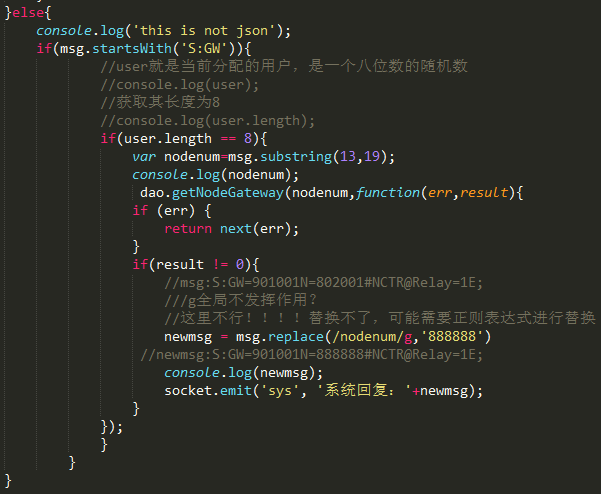 }else{
console.log('this is not json');
if(msg.startsWith('S:GW')){
//user就是当前分配的用户，是一个八位数的随机数
//console.log(user);
//获取其长度为8
//console.log(user.length);
if(user.length == 8){
var nodenum=msg.substring(13,19);
console.log(nodenum);
dao.getNodeGateway(nodenum,function(err,result){
if (err) {
return next(err);
}
if(result != 0){
//msg:S:GW=901001N=802001#NCTR@Relay=1E;
///g全局不发挥作用？
//这里不行！！！！替换不了，可能需要正则表达式进行替换
newmsg = msg.replace(/nodenum/g,'888888')
//newmsg:S:GW=901001N=888888#NCTR@Relay=1E;
console.log(newmsg);
socket.emit('sys', '系统回复：'+newmsg);
}
});
}
}
}